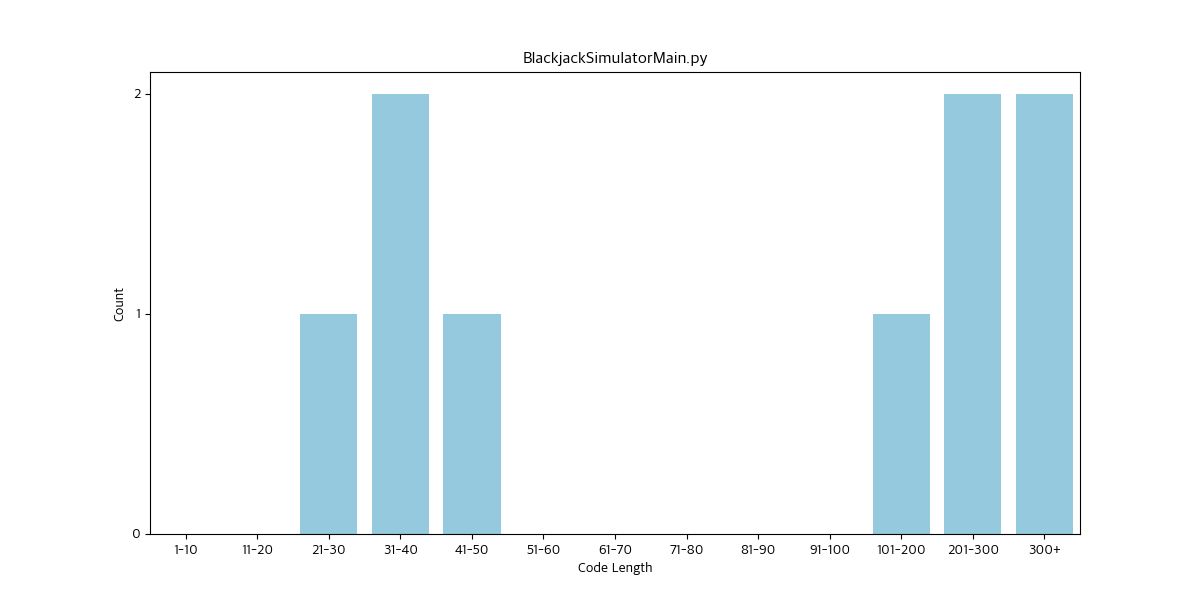 BlackjackSimulatorMain.py
2
1
0
Count
1-10 11-20 21-30 31-40 41-50 51-60 61-70 71-80 81-90 91-100 101-200 201-300 300+
Code Length